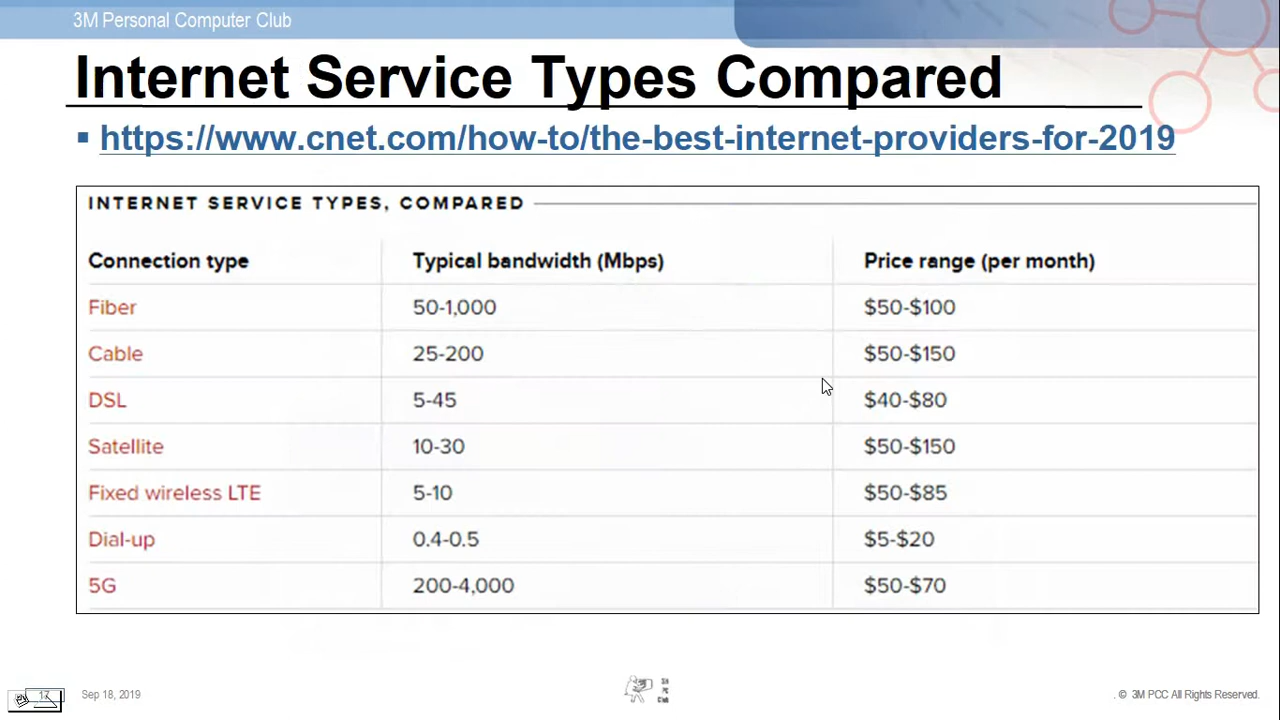 3M Personal Computer Club
Internet Service Types Compared
https://www.cnet.com/how-to/the-best-internet-providers-for-2019
INTERNET SERVICE TYPES, COMPARED
Connection type Typical bandwidth (Mbps) Price range (per month)
Fiber 50-1,000 $50-$100
Cable 25-200 $50-$150
DSL 5-45 $40-$80
Satellite 10-30 $50-$150
Fixed wireless LTE 5-10 $50-$85
Dial-up 0.4-0.5 $5-$20
5G 200-4,000 $50-$70
17 Sep 18, 2019 . © 3M PCC All Rights Reserved.